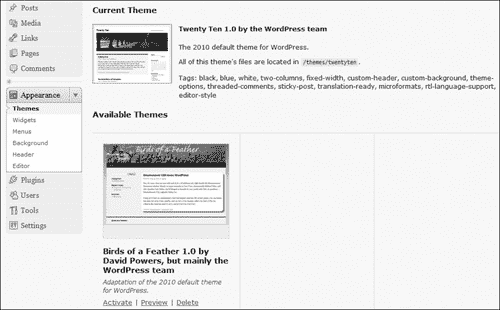 Posts
Media
Links
Pages
Comments
Appearance
Themes
Widgets
Menus
Background
Header
Editor
Plugins
Users
Tools
Settings
Current Theme
Twenty Ten 1.0 by the WordPress team
The 2010 default theme for WordPress.
All of this theme's files are located in /themes/twentyten .
Tags: black, blue, white, two-columns, fixed-width, custom-header, custom-background, theme-
options, threaded-comments, sticky-post, translation-ready, microformats, rtl-language-support,
editor-style
Available Themes
Birds of a Feather
Birds of a Feather 1.0 by
David Powers, but mainly the
WordPress team
Adaptation of the 2010 default theme
for WordPress.
Activate | Preview | Delete